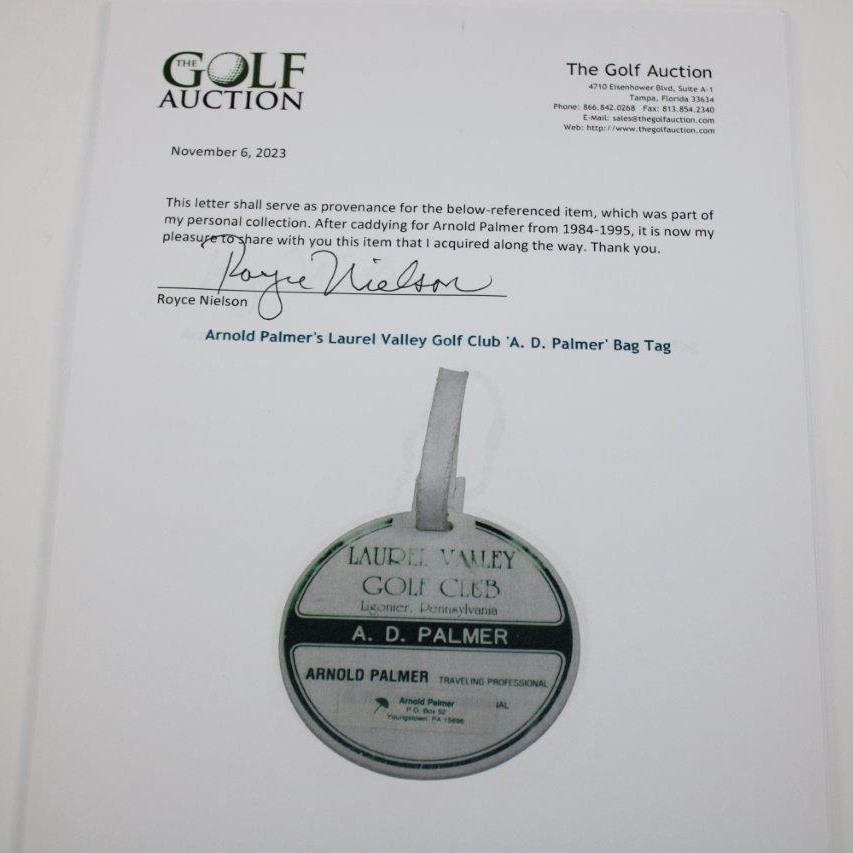 THE
GOLF
AUCTION
The Golf Auction
4710 Eisenhower Blvd, Suite A-1
Tampa, Florida 33634
Phone: 866.842.0268 Fax: 813.854.2340
E-Mail: sales@thegolfauction.com
Web: http://www.thegolfauction.com
November 6, 2023
This letter shall serve as provenance for the below-referenced item, which was part of
my personal collection. After caddying for Arnold Palmer from 1984-1995, it is now my
pleasure to share with you this item that I acquired along the way. Thank you.
Royce Nielson
Royce Nielson
Arnold Palmer's Laurel Valley Golf Club 'A. D. Palmer' Bag Tag
LAUREL VALLEY
GOLF CLUB
Ligonier, Pennsylvania
A. D. PALMER
ARNOLD PALMER TRAVELING PROFESSIONAL
Arnold Palmer IAL
P.O. Box 52
Youngstown, PA 15696